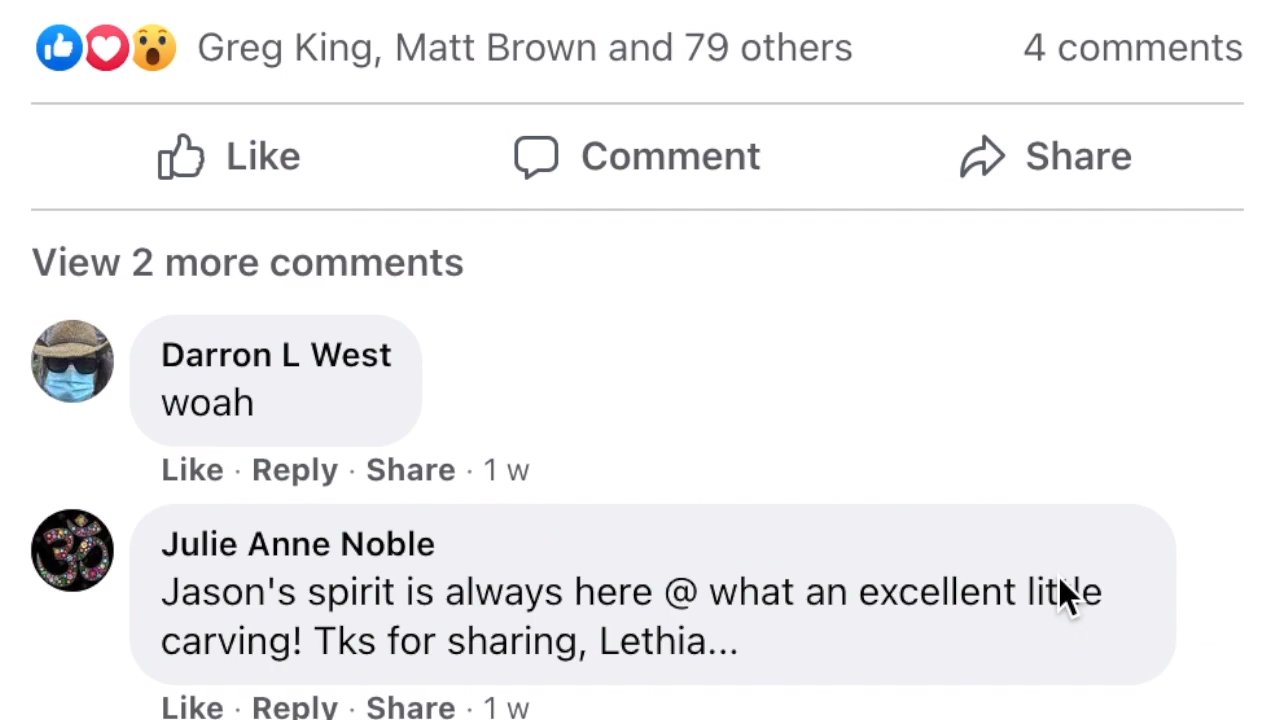 Greg King, Matt Brown and 79 others 4 comments
Like Comment Share
View 2 more comments
Darron L West
woah
Like · Reply · Share · 1 w
Julie Anne Noble
Jason's spirit is always here @ what an excellent little
carving! Tks for sharing, Lethia...
Like · Reply · Share · 1 w